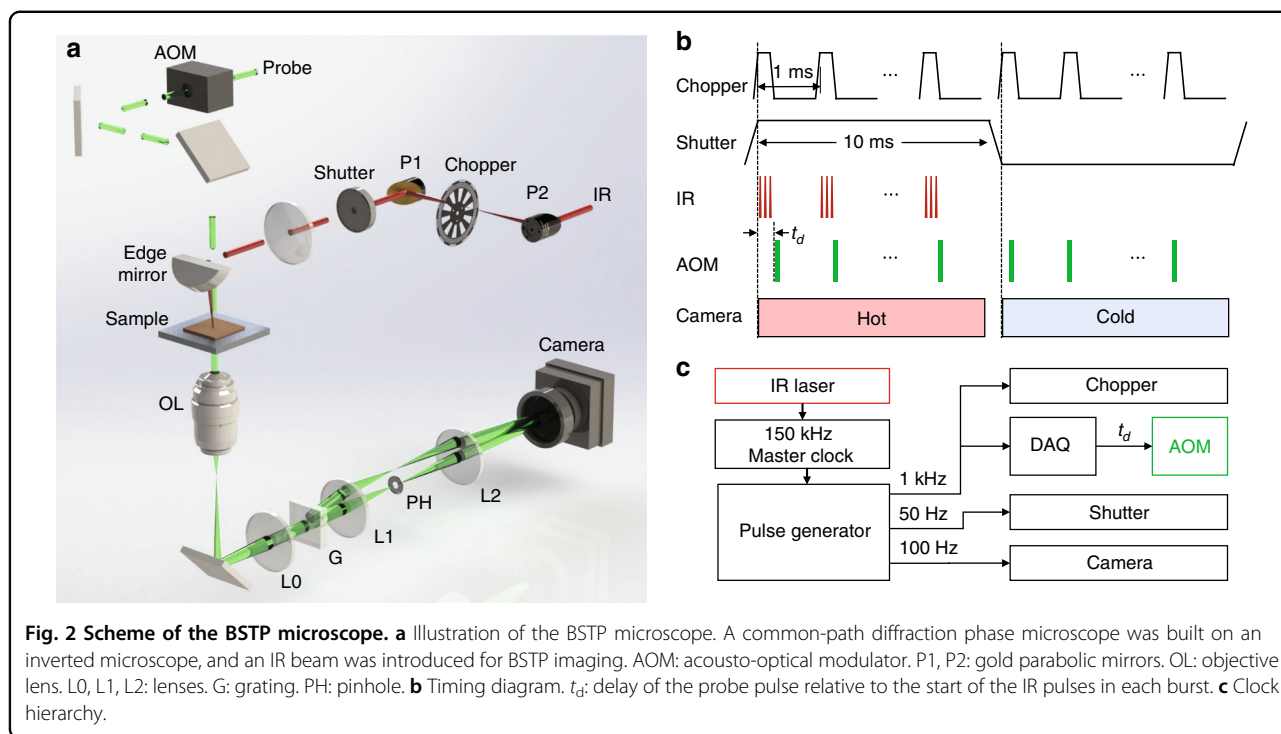 a
AOM
Probe
Shutter
P1
Chopper
P2
IR
Edge
mirror
Sample
OL
Camera
L2
PH
L1
G
L0
b
Chopper
1 ms
...
...
Shutter
10 ms
IR
...
t_d
AOM
...
...
Camera
Hot
Cold
c
IR laser
Chopper
150 kHz
Master clock
DAQ
t_d
AOM
1 kHz
Pulse generator
50 Hz
Shutter
100 Hz
Camera
Fig. 2 Scheme of the BSTP microscope. a Illustration of the BSTP microscope. A common-path diffraction phase microscope was built on an
inverted microscope, and an IR beam was introduced for BSTP imaging. AOM: acousto-optical modulator. P1, P2: gold parabolic mirrors. OL: objective
lens. L0, L1, L2: lenses. G: grating. PH: pinhole. b Timing diagram. t_d: delay of the probe pulse relative to the start of the IR pulses in each burst. c Clock
hierarchy.